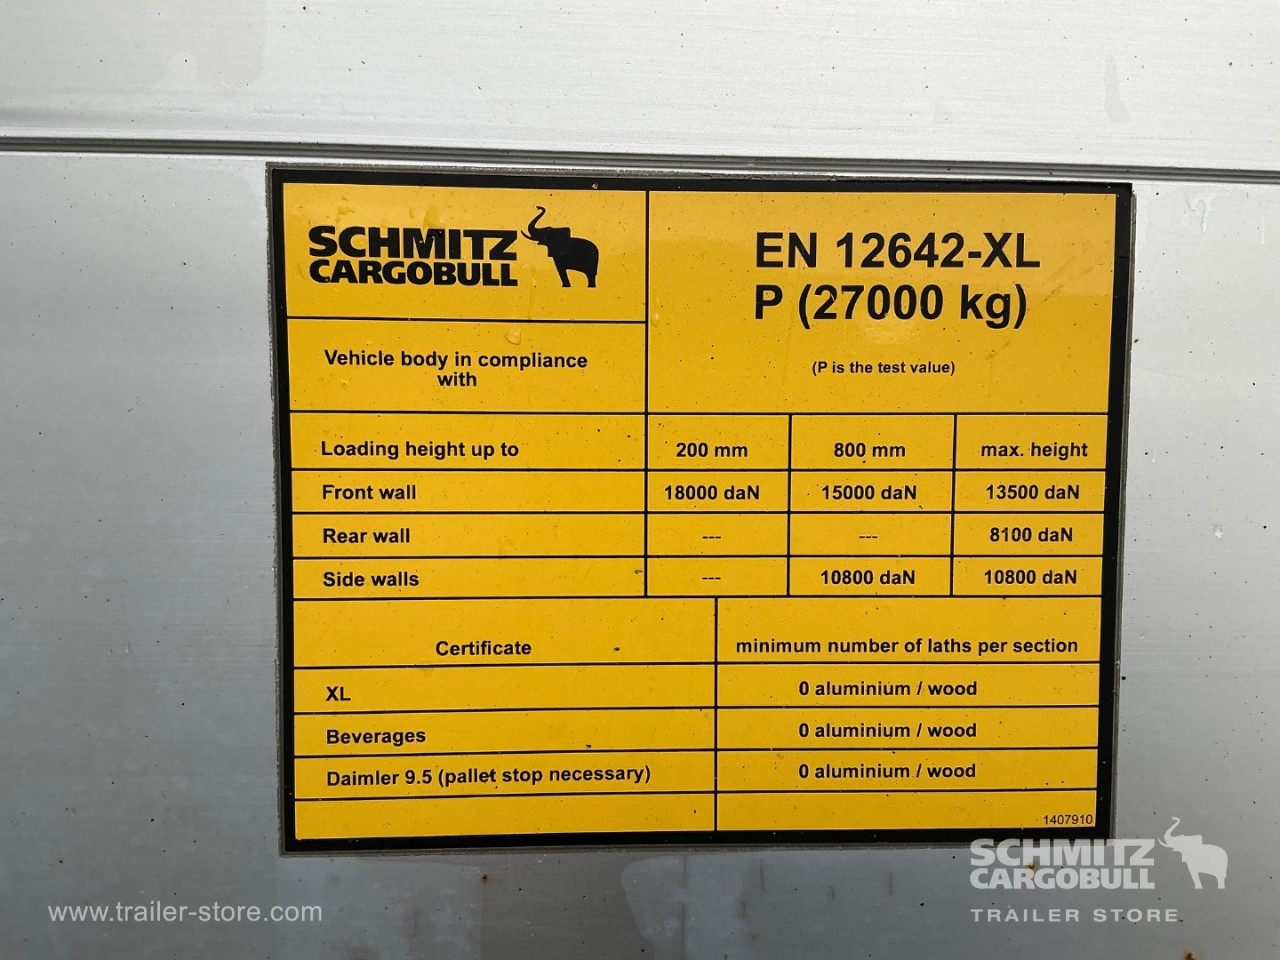 SCHMITZ
CARGOBULL
EN 12642-XL
P (27000 kg)
(P is the test value)
Vehicle body in compliance
with
Loading height up to 200 mm 800 mm max. height
Front wall 18000 daN 15000 daN 13500 daN
Rear wall --- --- 8100 daN
Side walls --- 10800 daN 10800 daN
Certificate minimum number of laths per section
XL 0 aluminium / wood
Beverages 0 aluminium / wood
Daimler 9.5 (pallet stop necessary) 0 aluminium / wood
1407910
SCHMITZ
CARGOBULL
TRAILER STORE
www.trailer-store.com